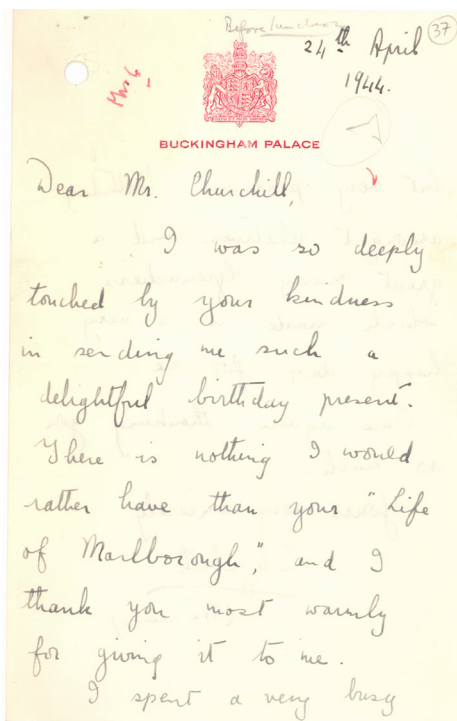 Before luncheon
37
24th April
1944.
BUCKINGHAM PALACE
Dear Mr. Churchill,
I was so deeply
touched by your kindness
in sending me such a
delightful birthday present.
There is nothing I would
rather have than your "Life
of Marlborough", and I
thank you most warmly
for giving it to me.
I spent a very busy